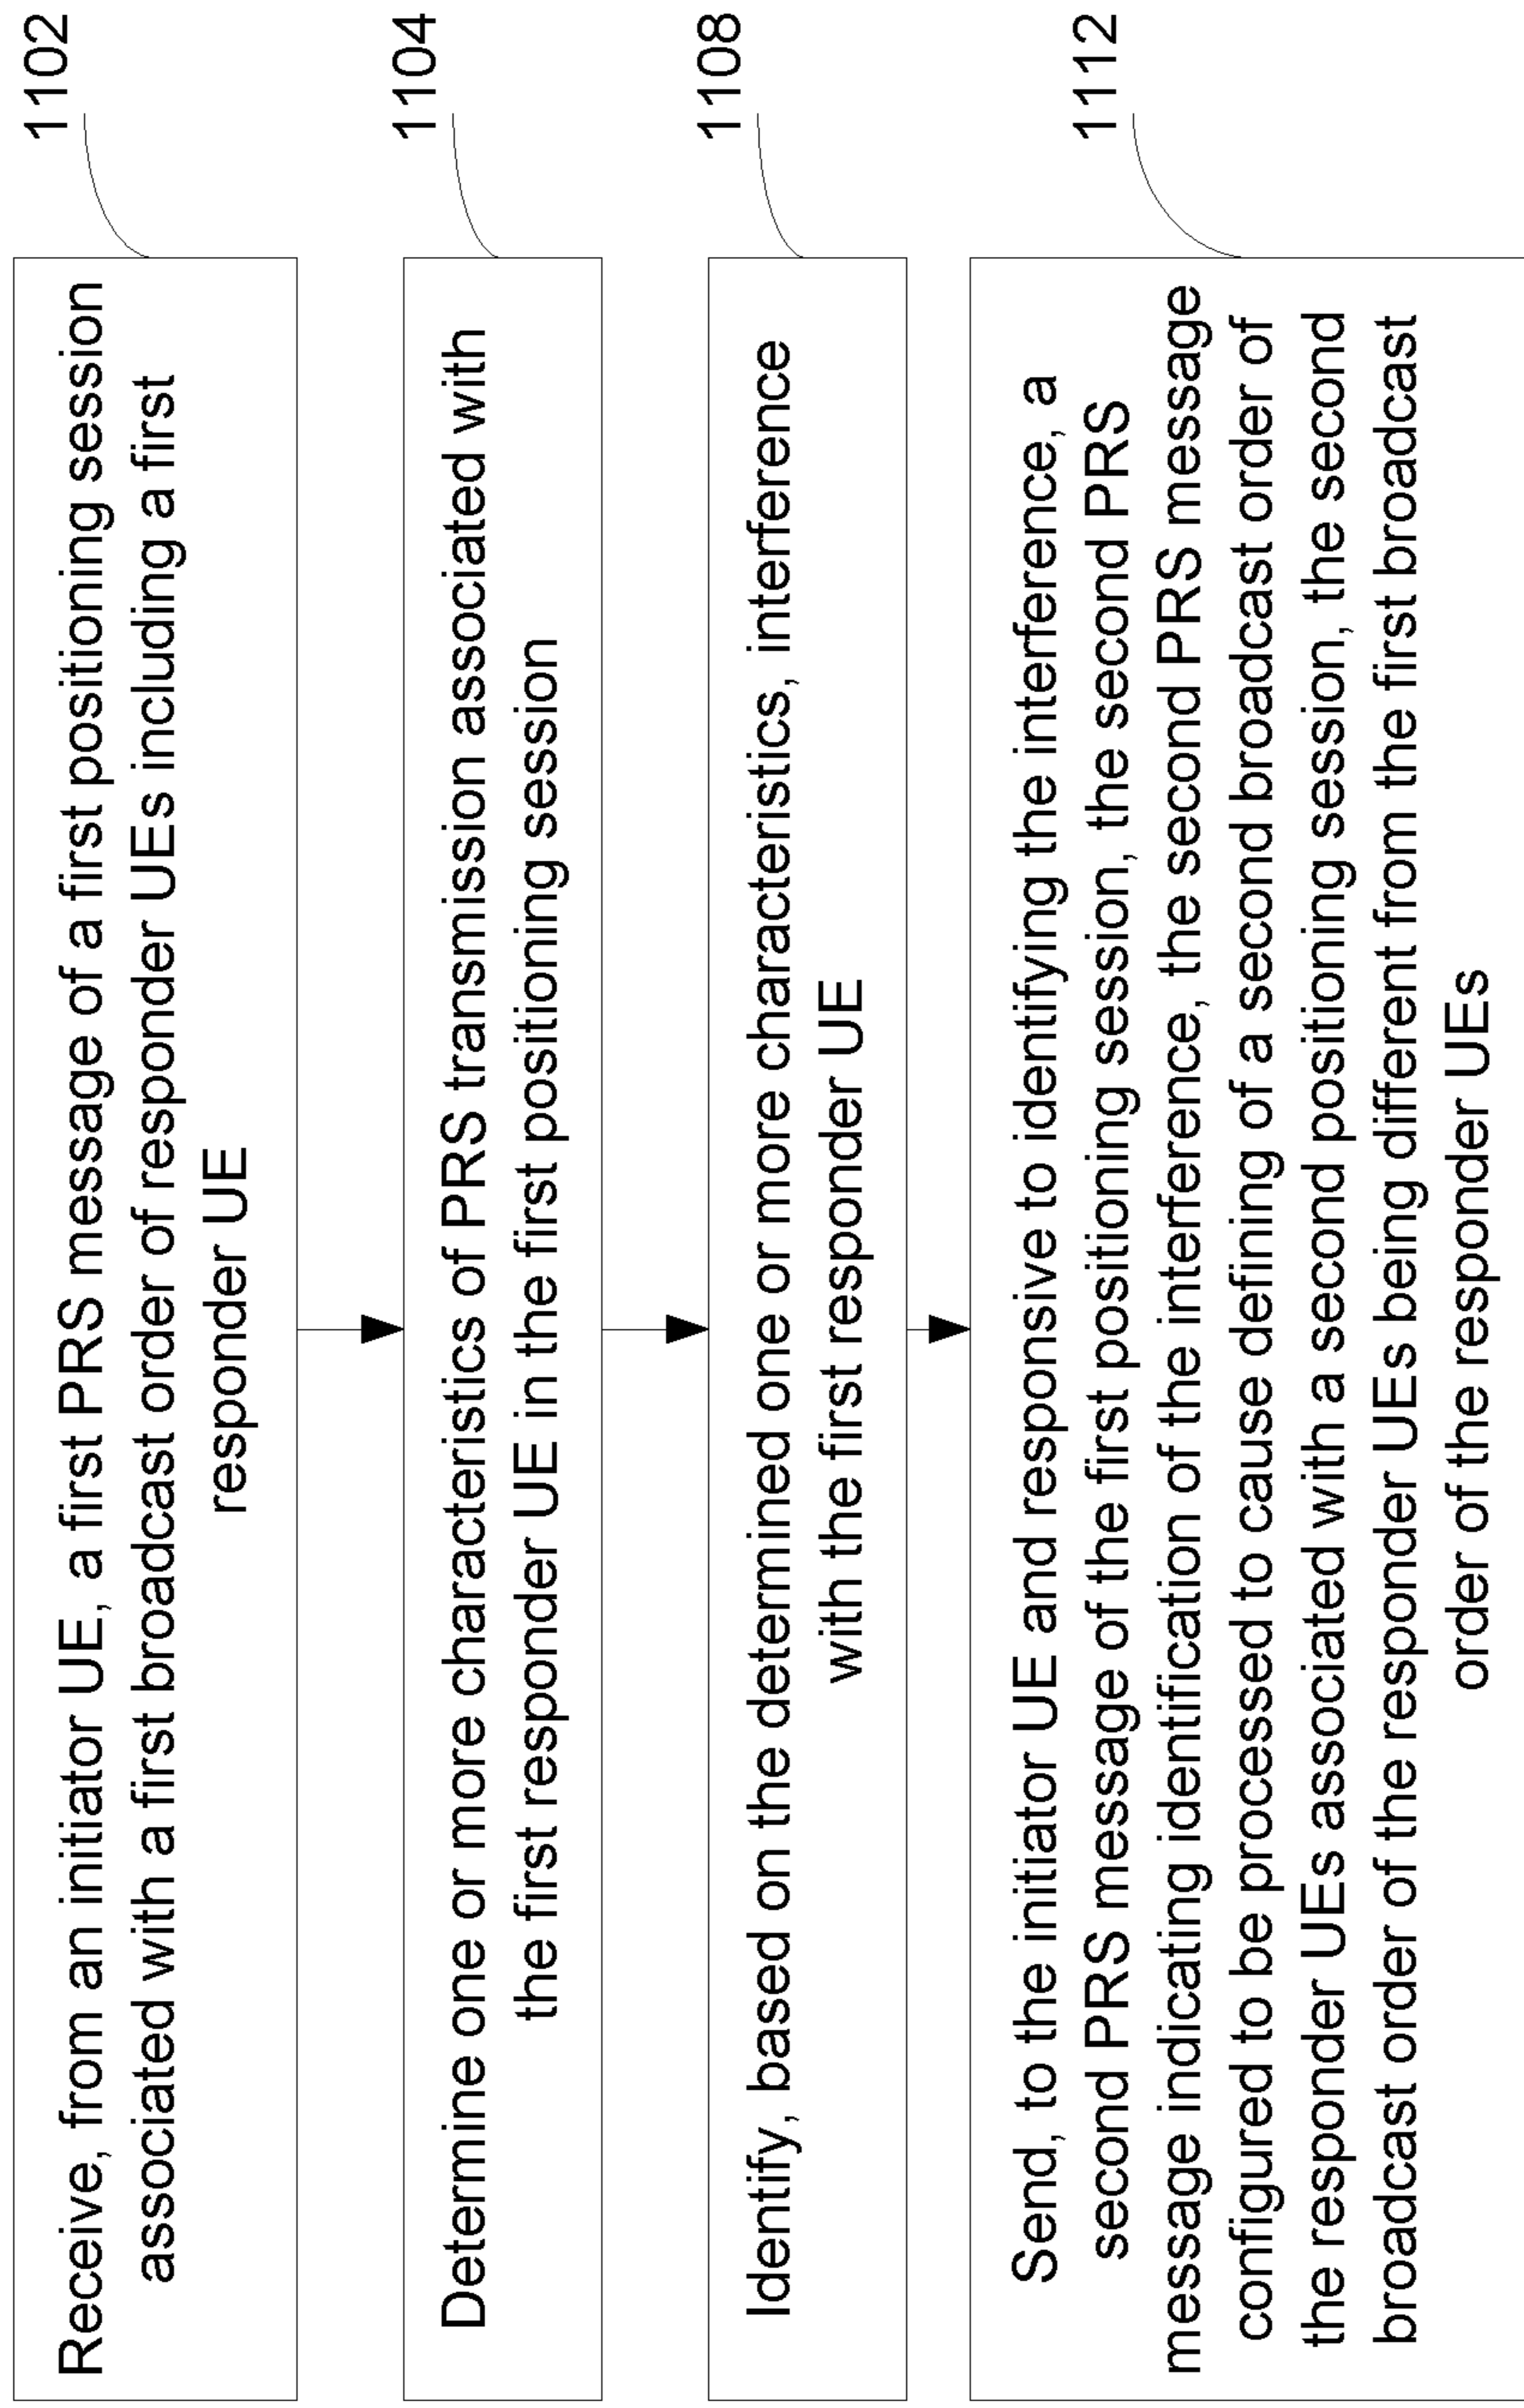 1102
Receive, from an initiator UE, a first PRS message of a first positioning session
associated with a first broadcast order of responder UEs including a first
responder UE
1104
Determine one or more characteristics of PRS transmission associated with
the first responder UE in the first positioning session
1108
Identify, based on the determined one or more characteristics, interference
with the first responder UE
1112
Send, to the initiator UE and responsive to identifying the interference, a
second PRS message of the first positioning session, the second PRS
message indicating identification of the interference, the second PRS message
configured to be processed to cause defining of a second broadcast order of
the responder UEs associated with a second positioning session, the second
broadcast order of the responder UEs being different from the first broadcast
order of the responder UEs